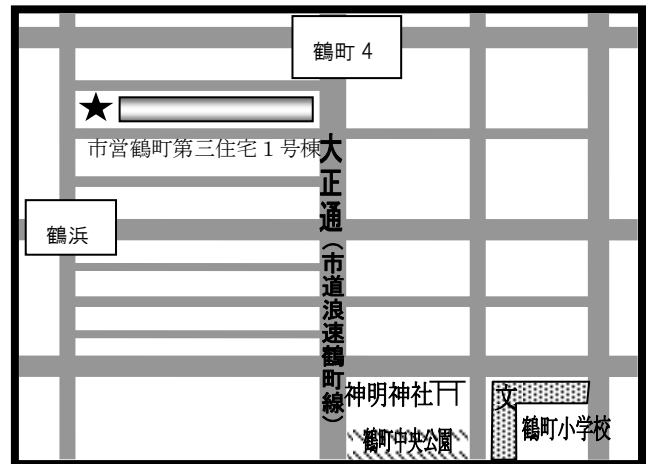 鶴町 4
市営鶴町第三住宅 1 号棟
大正通(市道浪速鶴町線)
鶴浜
神明神社
文
鶴町小学校
鶴町中央公園